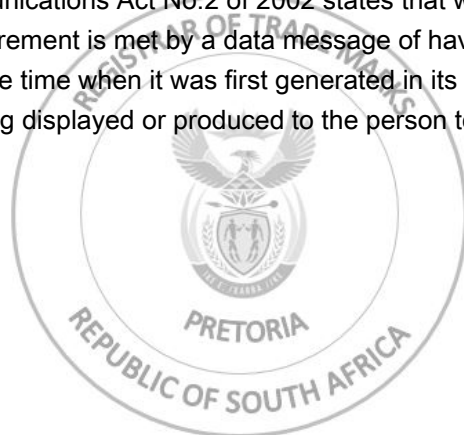 unications Act No.2 of 2002 states that w
rement is met by a data message of hav
e time when it was first generated in its
g displayed or produced to the person t
REGISTRAR OF TRADE MARKS
PRETORIA
REPUBLIC OF SOUTH AFRICA